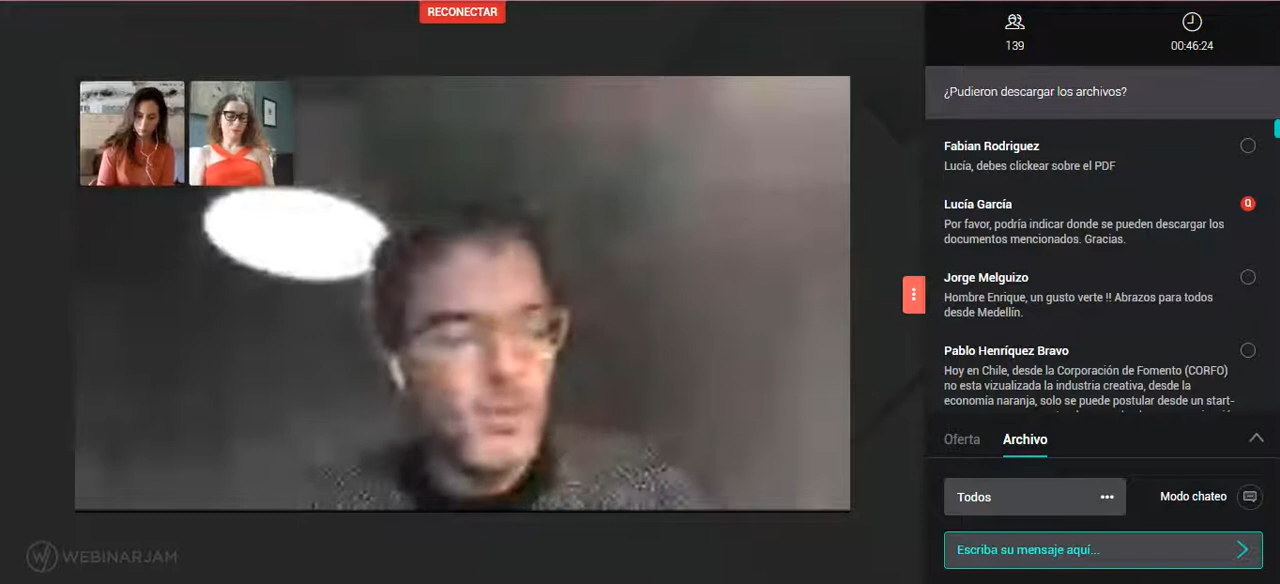 RECONECTAR
139
00:46:24
¿Pudieron descargar los archivos?
Fabian Rodriguez
Lucía, debes clickear sobre el PDF
Lucía García
Q
Por favor, podría indicar donde se pueden descargar los
documentos mencionados. Gracias.
Jorge Melguizo
Hombre Enrique, un gusto verte !! Abrazos para todos
desde Medellín.
Pablo Henríquez Bravo
Hoy en Chile, desde la Corporación de Fomento (CORFO)
no esta vizualizada la industria creativa, desde la
economía naranja, solo se puede postular desde un start-
Oferta
Archivo
Todos
Modo chateo
Escriba su mensaje aquí...
WEBINARJAM